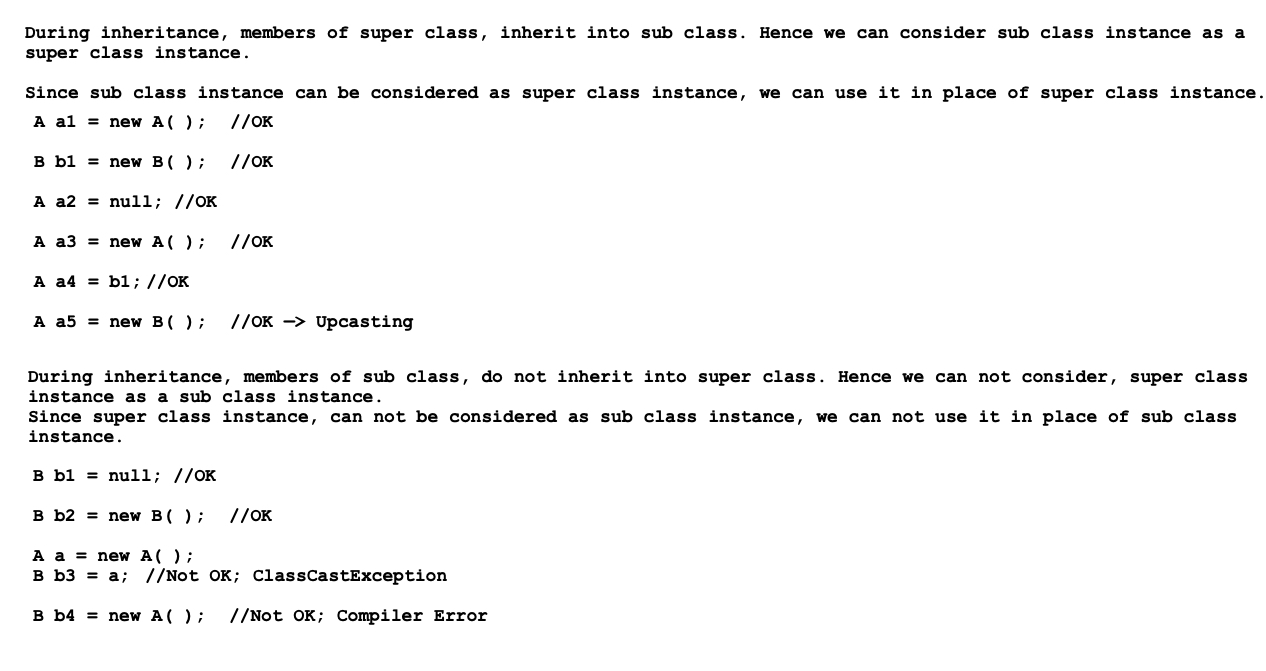 During inheritance, members of super class, inherit into sub class. Hence we can consider sub class instance as a
super class instance.
Since sub class instance can be considered as super class instance, we can use it in place of super class instance.
A a1 = new A( );  //OK
B b1 = new B( );  //OK
A a2 = null; //OK
A a3 = new A( );  //OK
A a4 = b1; //OK
A a5 = new B( );  //OK —> Upcasting
During inheritance, members of sub class, do not inherit into super class. Hence we can not consider, super class
instance as a sub class instance.
Since super class instance, can not be considered as sub class instance, we can not use it in place of sub class
instance.
B b1 = null; //OK
B b2 = new B( );  //OK
A a = new A( );
B b3 = a; //Not OK; ClassCastException
B b4 = new A( );  //Not OK; Compiler Error